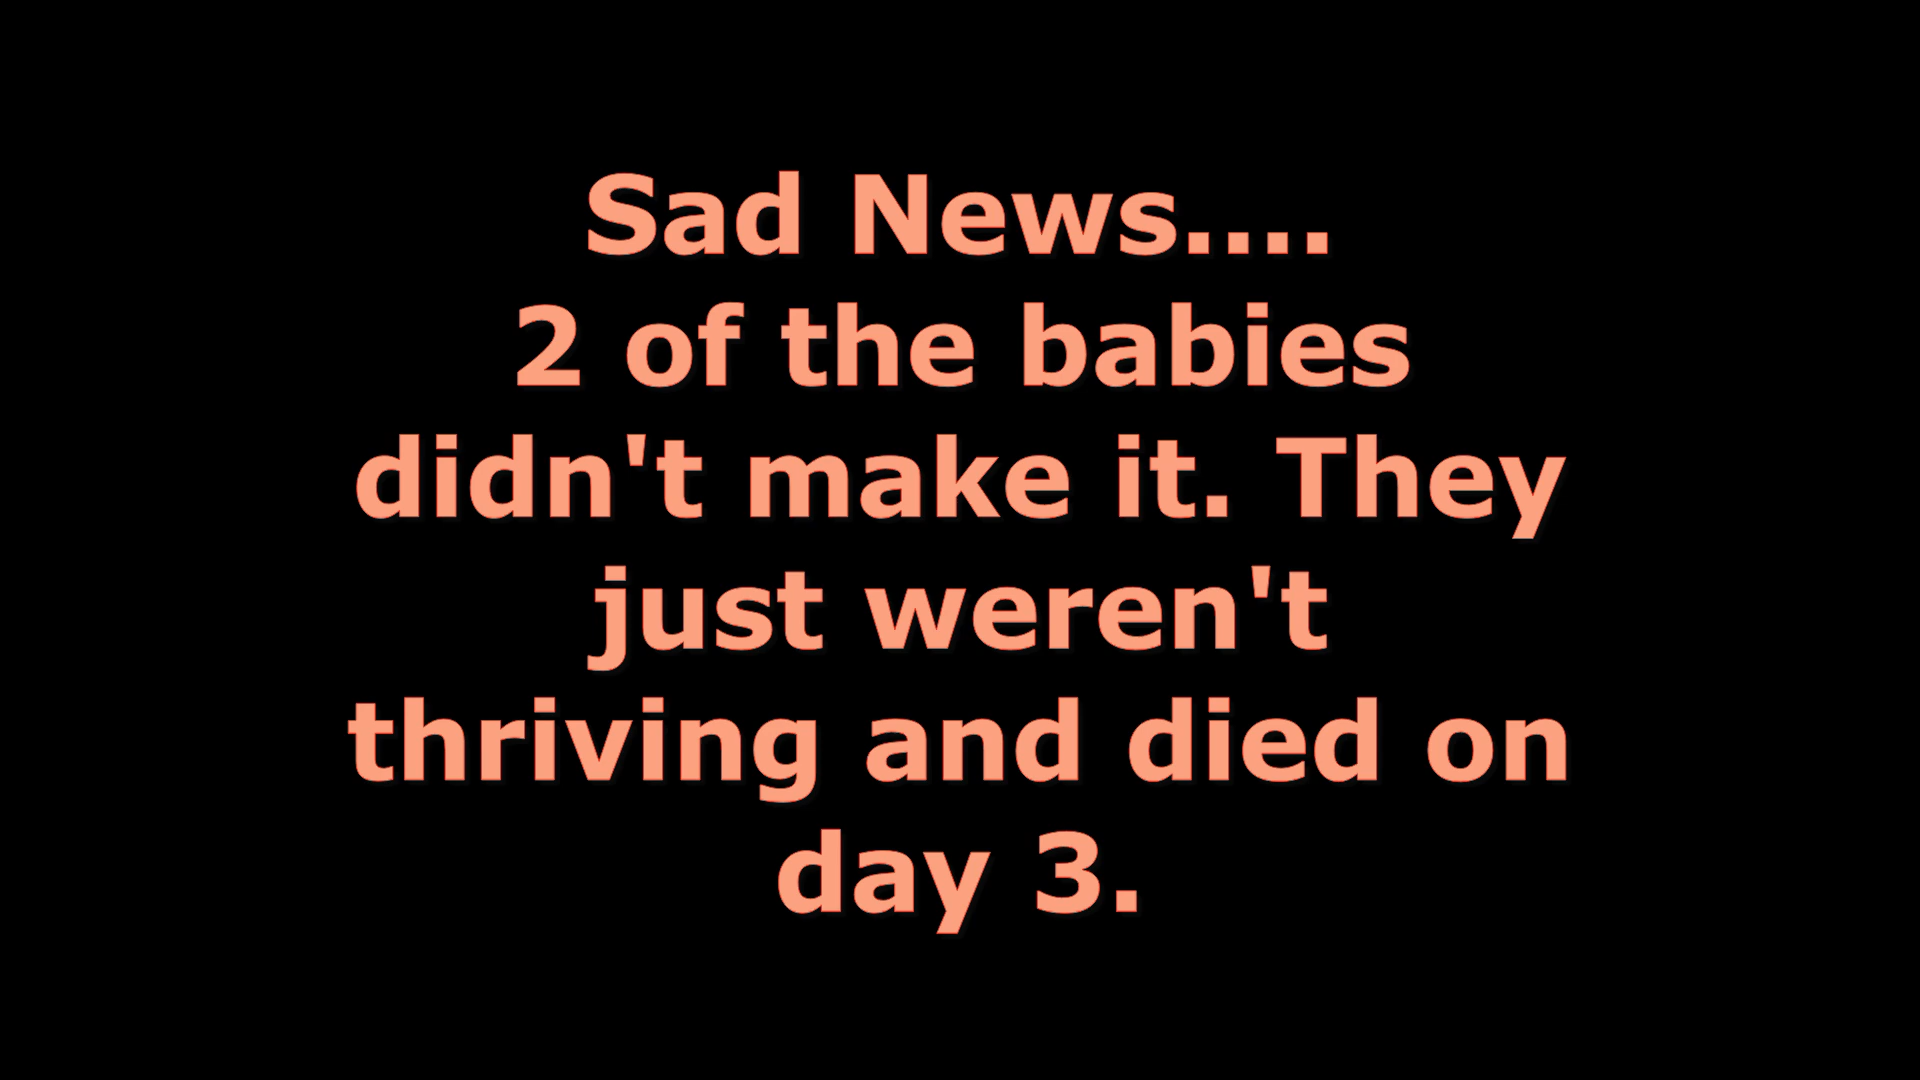 Sad News....
2 of the babies
didn't make it. They
just weren't
thriving and died on
day 3.